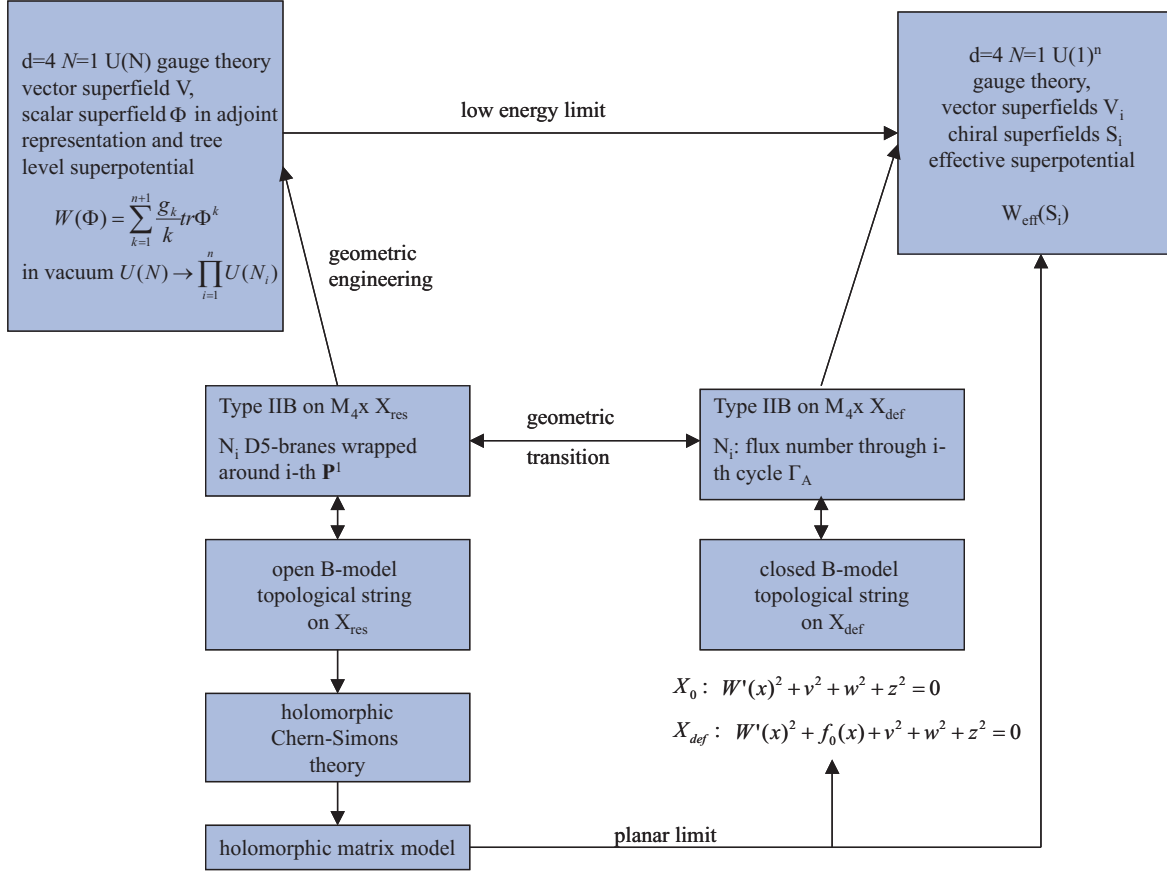 d=4 N=1 U(N) gauge theory
vector superfield V,
scalar superfield Φ in adjoint
representation and tree
level superpotential
W(Φ) = ∑_{k=1}^{n+1} \frac{g_k}{k} trΦ^k
in vacuum U(N) → ∏_{i=1}^{n} U(N_i)
low energy limit
d=4 N=1 U(1)^n
gauge theory,
vector superfields V_i
chiral superfields S_i
effective superpotential
W_eff(S_i)
geometric
engineering
Type IIB on M_4x X_res
N_i D5-branes wrapped
around i-th P^1
geometric
transition
Type IIB on M_4x X_def
N_i: flux number through i-
th cycle Γ_A
open B-model
topological string
on X_res
closed B-model
topological string
on X_def
X_0 : W'(x)^2 + v^2 + w^2 + z^2 = 0
X_def : W'(x)^2 + f_0(x) + v^2 + w^2 + z^2 = 0
holomorphic
Chern-Simons
theory
holomorphic matrix model
planar limit